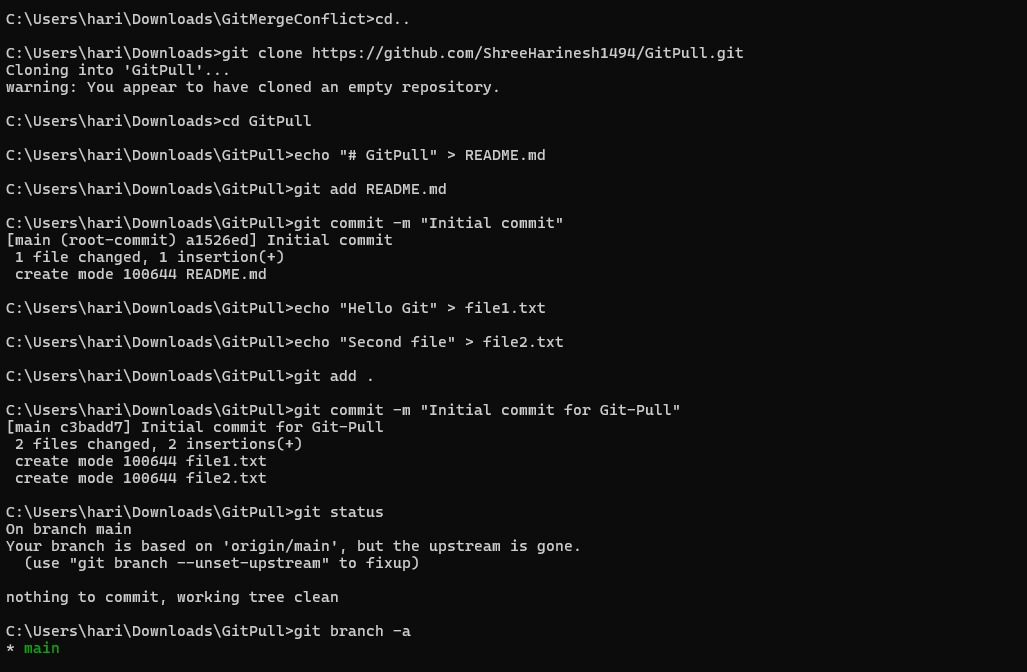 C:\Users\hari\Downloads\GitMergeConflict>cd..
C:\Users\hari\Downloads>git clone https://github.com/ShreeHarinesh1494/GitPull.git
Cloning into 'GitPull'...
warning: You appear to have cloned an empty repository.
C:\Users\hari\Downloads>cd GitPull
C:\Users\hari\Downloads\GitPull>echo "# GitPull" > README.md
C:\Users\hari\Downloads\GitPull>git add README.md
C:\Users\hari\Downloads\GitPull>git commit -m "Initial commit"
[main (root-commit) a1526ed] Initial commit
 1 file changed, 1 insertion(+)
 create mode 100644 README.md
C:\Users\hari\Downloads\GitPull>echo "Hello Git" > file1.txt
C:\Users\hari\Downloads\GitPull>echo "Second file" > file2.txt
C:\Users\hari\Downloads\GitPull>git add .
C:\Users\hari\Downloads\GitPull>git commit -m "Initial commit for Git-Pull"
[main c3badd7] Initial commit for Git-Pull
 2 files changed, 2 insertions(+)
 create mode 100644 file1.txt
 create mode 100644 file2.txt
C:\Users\hari\Downloads\GitPull>git status
On branch main
Your branch is based on 'origin/main', but the upstream is gone.
  (use "git branch --unset-upstream" to fixup)
nothing to commit, working tree clean
C:\Users\hari\Downloads\GitPull>git branch -a
* main